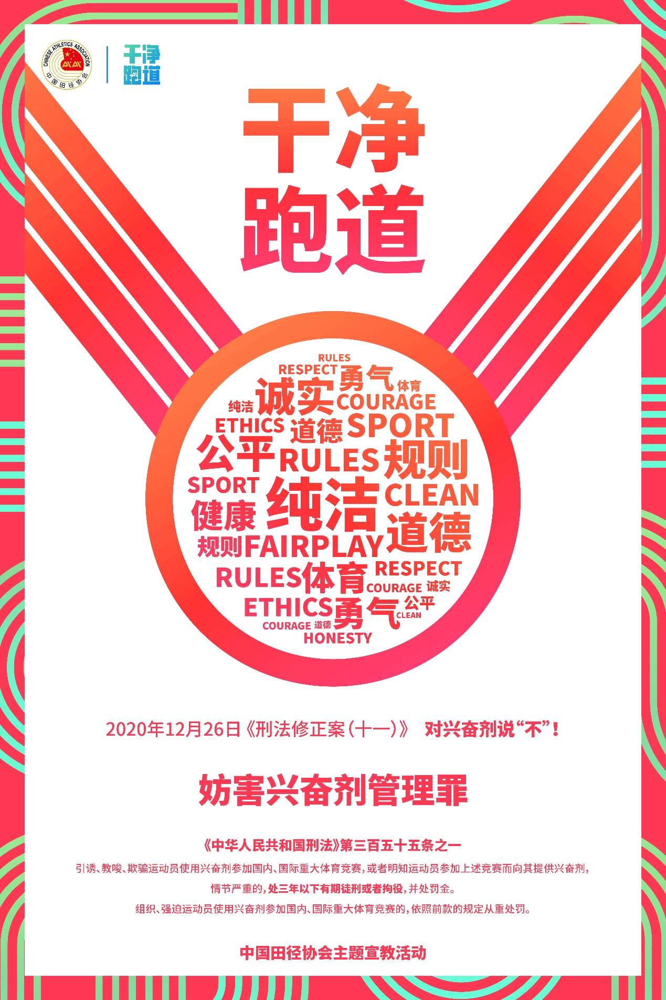 CHINESE ATHLETICS ASSOCIATION
中国田径协会
干净
跑道
干净
跑道
RULES
RESPECT 勇气 体育
纯洁 诚实 COURAGE
ETHICS 道德 SPORT
公平 RULES 规则
SPORT 纯洁 CLEAN
健康 道德
规则 FAIRPLAY
RULES 体育 RESPECT
COURAGE 诚实
ETHICS 勇气 公平
CLEAN
COURAGE 道德
HONESTY
2020年12月26日《刑法修正案（十一）》 对兴奋剂说“不”！
妨害兴奋剂管理罪
《中华人民共和国刑法》第三百五十五条之一
引诱、教唆、欺骗运动员使用兴奋剂参加国内、国际重大体育竞赛，或者明知运动员参加上述竞赛而向其提供兴奋剂，
情节严重的，处三年以下有期徒刑或者拘役，并处罚金。
组织、强迫运动员使用兴奋剂参加国内、国际重大体育竞赛的，依照前款的规定从重处罚。
中国田径协会主题宣教活动